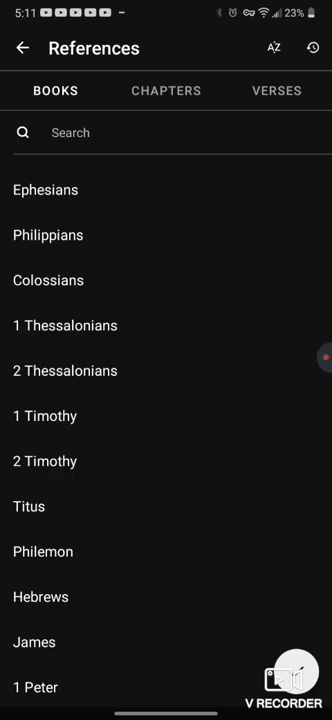 5:11 23%
References AZ
BOOKS CHAPTERS VERSES
Search
Ephesians
Philippians
Colossians
1 Thessalonians
2 Thessalonians
1 Timothy
2 Timothy
Titus
Philemon
Hebrews
James
1 Peter
V RECORDER